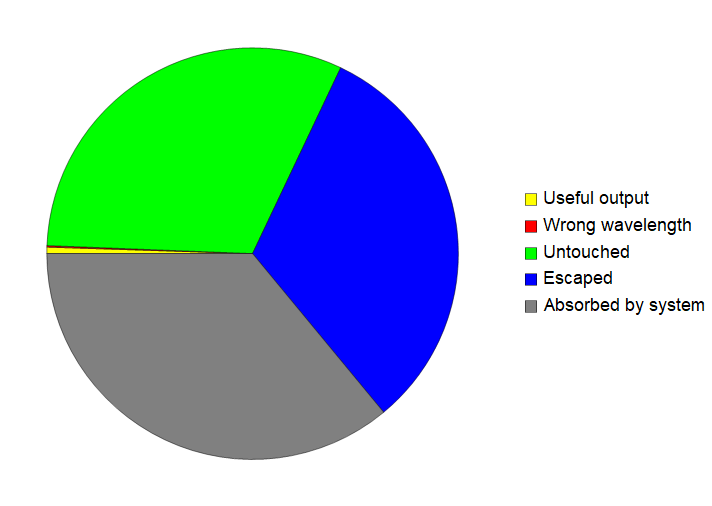 Useful output
Wrong wavelength
Untouched
Escaped
Absorbed by system